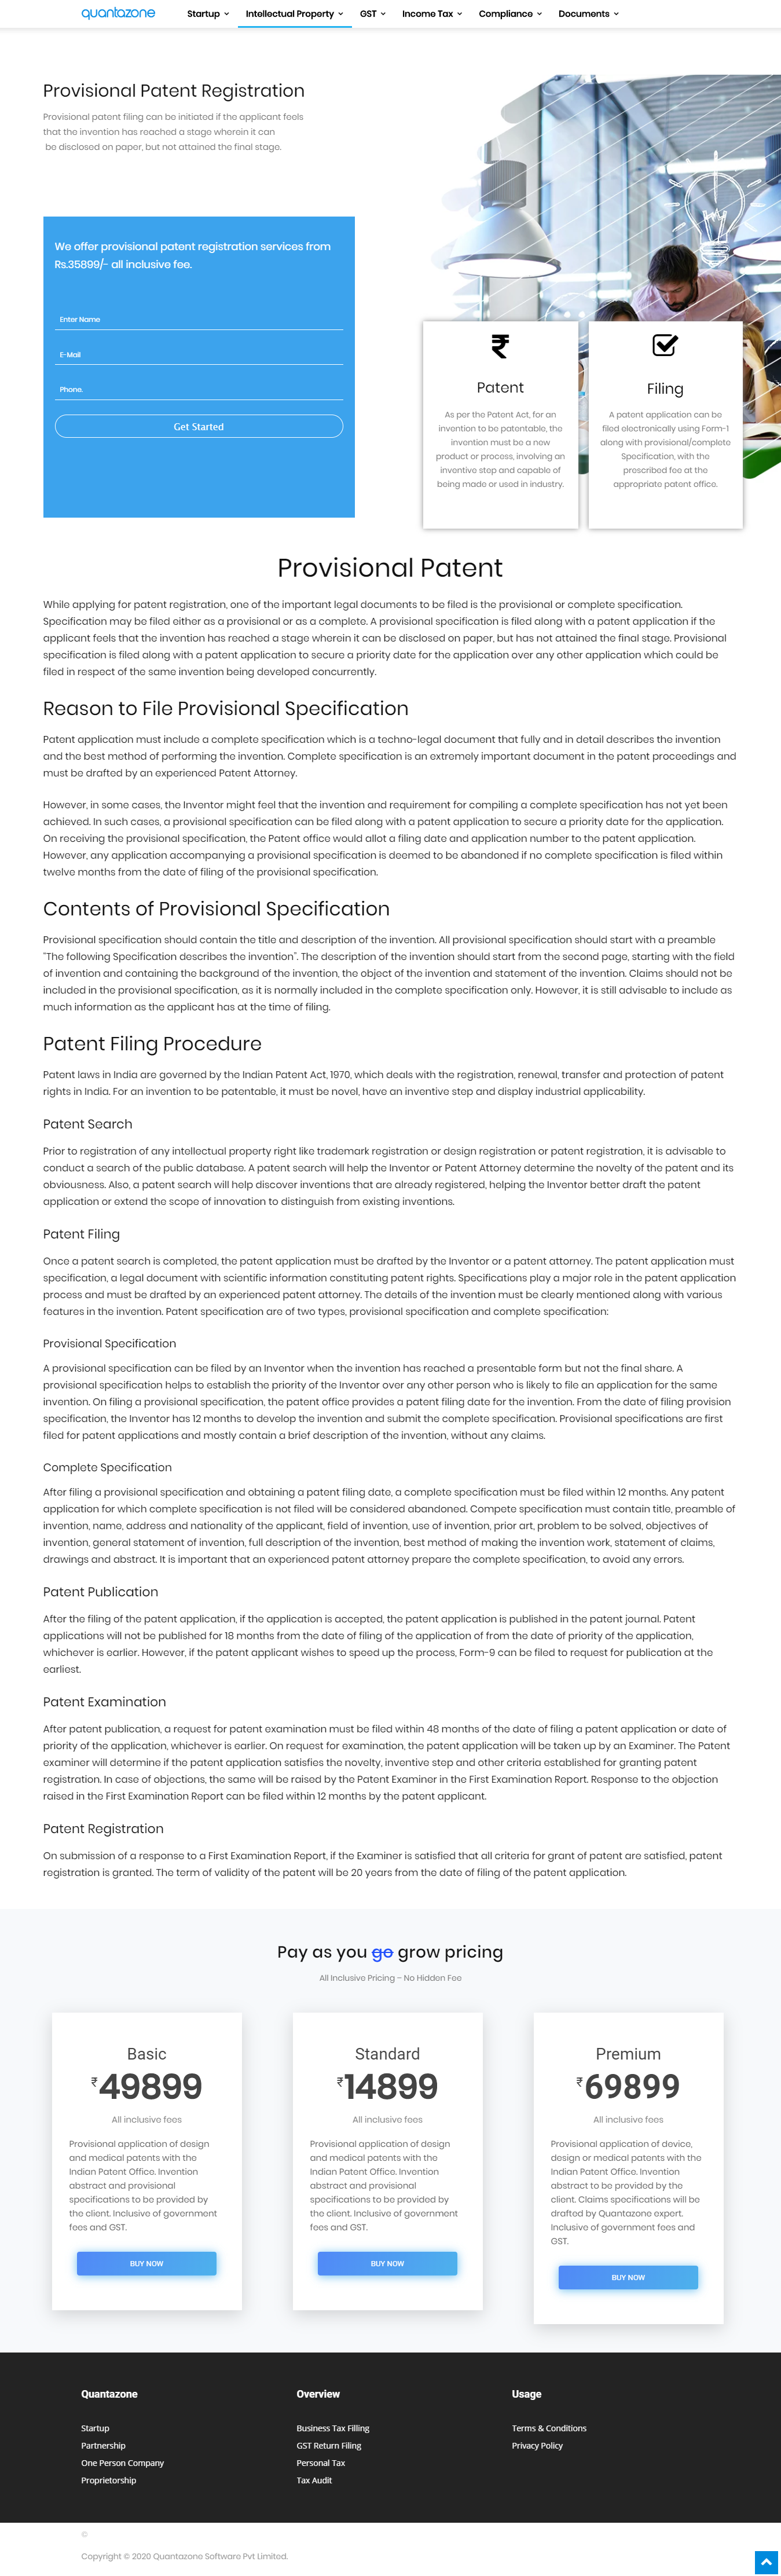 quantazone
Startup
Intellectual Property
GST
Income Tax
Compliance
Documents
Provisional Patent Registration
Provisional patent filing can be initiated if the applicant feels
that the invention has reached a stage wherein it can
be disclosed on paper, but not attained the final stage.
We offer provisional patent registration services from
Rs.35899/- all inclusive fee.
Enter Name
E-Mail
Phone.
Get Started
Patent
As per the Patent Act, for an
invention to be patentable, the
invention must be a new
product or process, involving an
inventive step and capable of
being made or used in industry.
Filing
A patent application can be
filed electronically using Form-1
along with provisional/complete
Specification, with the
prescribed fee at the
appropriate patent office.
Provisional Patent
While applying for patent registration, one of the important legal documents to be filed is the provisional or complete specification.
Specification may be filed either as a provisional or as a complete. A provisional specification is filed along with a patent application if the
applicant feels that the invention has reached a stage wherein it can be disclosed on paper, but has not attained the final stage. Provisional
specification is filed along with a patent application to secure a priority date for the application over any other application which could be
filed in respect of the same invention being developed concurrently.
Reason to File Provisional Specification
Patent application must include a complete specification which is a techno-legal document that fully and in detail describes the invention
and the best method of performing the invention. Complete specification is an extremely important document in the patent proceedings and
must be drafted by an experienced Patent Attorney.
However, in some cases, the Inventor might feel that the invention and requirement for compiling a complete specification has not yet been
achieved. In such cases, a provisional specification can be filed along with a patent application to secure a priority date for the application.
On receiving the provisional specification, the Patent office would allot a filing date and application number to the patent application.
However, any application accompanying a provisional specification is deemed to be abandoned if no complete specification is filed within
twelve months from the date of filing of the provisional specification.
Contents of Provisional Specification
Provisional specification should contain the title and description of the invention. All provisional specification should start with a preamble
“The following Specification describes the invention”. The description of the invention should start from the second page, starting with the field
of invention and containing the background of the invention, the object of the invention and statement of the invention. Claims should not be
included in the provisional specification, as it is normally included in the complete specification only. However, it is still advisable to include as
much information as the applicant has at the time of filing.
Patent Filing Procedure
Patent laws in India are governed by the Indian Patent Act, 1970, which deals with the registration, renewal, transfer and protection of patent
rights in India. For an invention to be patentable, it must be novel, have an inventive step and display industrial applicability.
Patent Search
Prior to registration of any intellectual property right like trademark registration or design registration or patent registration, it is advisable to
conduct a search of the public database. A patent search will help the Inventor or Patent Attorney determine the novelty of the patent and its
obviousness. Also, a patent search will help discover inventions that are already registered, helping the Inventor better draft the patent
application or extend the scope of innovation to distinguish from existing inventions.
Patent Filing
Once a patent search is completed, the patent application must be drafted by the Inventor or a patent attorney. The patent application must
specification, a legal document with scientific information constituting patent rights. Specifications play a major role in the patent application
process and must be drafted by an experienced patent attorney. The details of the invention must be clearly mentioned along with various
features in the invention. Patent specification are of two types, provisional specification and complete specification:
Provisional Specification
A provisional specification can be filed by an Inventor when the invention has reached a presentable form but not the final share. A
provisional specification helps to establish the priority of the Inventor over any other person who is likely to file an application for the same
invention. On filing a provisional specification, the patent office provides a patent filing date for the invention. From the date of filing provision
specification, the Inventor has 12 months to develop the invention and submit the complete specification. Provisional specifications are first
filed for patent applications and mostly contain a brief description of the invention, without any claims.
Complete Specification
After filing a provisional specification and obtaining a patent filing date, a complete specification must be filed within 12 months. Any patent
application for which complete specification is not filed will be considered abandoned. Compete specification must contain title, preamble of
invention, name, address and nationality of the applicant, field of invention, use of invention, prior art, problem to be solved, objectives of
invention, general statement of invention, full description of the invention, best method of making the invention work, statement of claims,
drawings and abstract. It is important that an experienced patent attorney prepare the complete specification, to avoid any errors.
Patent Publication
After the filing of the patent application, if the application is accepted, the patent application is published in the patent journal. Patent
applications will not be published for 18 months from the date of filing of the application of from the date of priority of the application,
whichever is earlier. However, if the patent applicant wishes to speed up the process, Form-9 can be filed to request for publication at the
earliest.
Patent Examination
After patent publication, a request for patent examination must be filed within 48 months of the date of filing a patent application or date of
priority of the application, whichever is earlier. On request for examination, the patent application will be taken up by an Examiner. The Patent
examiner will determine if the patent application satisfies the novelty, inventive step and other criteria established for granting patent
registration. In case of objections, the same will be raised by the Patent Examiner in the First Examination Report. Response to the objection
raised in the First Examination Report can be filed within 12 months by the patent applicant.
Patent Registration
On submission of a response to a First Examination Report, if the Examiner is satisfied that all criteria for grant of patent are satisfied, patent
registration is granted. The term of validity of the patent will be 20 years from the date of filing of the patent application.
Pay as you go grow pricing
All Inclusive Pricing – No Hidden Fee
Basic
₹49899
All inclusive fees
Provisional application of design
and medical patents with the
Indian Patent Office. Invention
abstract and provisional
specifications to be provided by
the client. Inclusive of government
fees and GST.
BUY NOW
Standard
₹14899
All inclusive fees
Provisional application of design
and medical patents with the
Indian Patent Office. Invention
abstract and provisional
specifications to be provided by
the client. Inclusive of government
fees and GST.
BUY NOW
Premium
₹69899
All inclusive fees
Provisional application of device,
design or medical patents with the
Indian Patent Office. Invention
abstract to be provided by the
client. Claims specifications will be
drafted by Quantazone expert.
Inclusive of government fees and
GST.
BUY NOW
Quantazone
Startup
Partnership
One Person Company
Proprietorship
Overview
Business Tax Filling
GST Return Filing
Personal Tax
Tax Audit
Usage
Terms & Conditions
Privacy Policy
©
Copyright © 2020 Quantazone Software Pvt Limited.